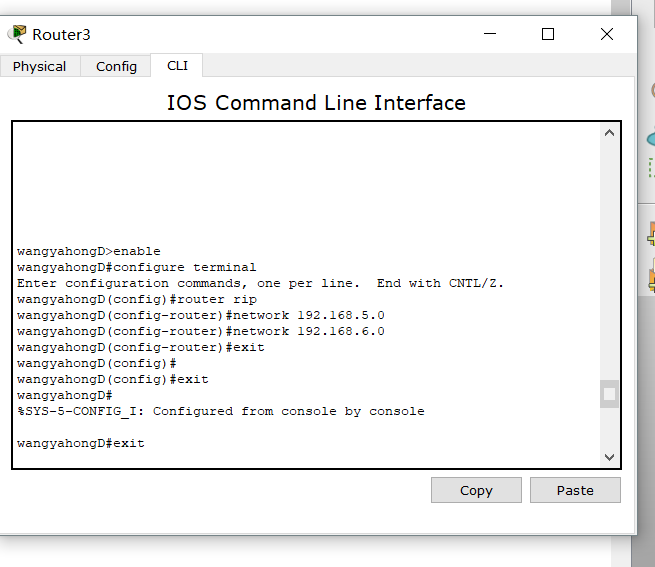 Router3
Physical Config CLI
IOS Command Line Interface
wangyahongD>enable
wangyahongD#configure terminal
Enter configuration commands, one per line.  End with CNTL/Z.
wangyahongD(config)#router rip
wangyahongD(config-router)#network 192.168.5.0
wangyahongD(config-router)#network 192.168.6.0
wangyahongD(config-router)#exit
wangyahongD(config)#
wangyahongD(config)#exit
wangyahongD#
%SYS-5-CONFIG_I: Configured from console by console
wangyahongD#exit
Copy Paste